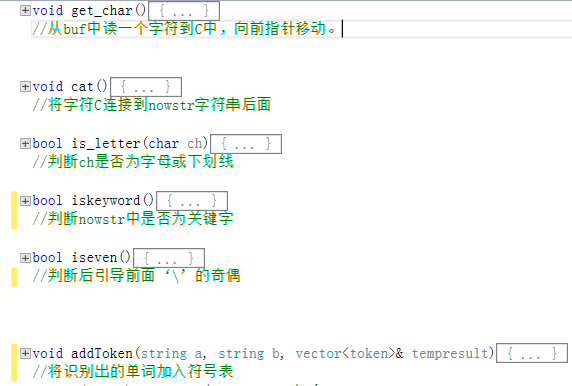 void get_char(){ ... }
//从buf中读一个字符到C中，向前指针移动。
void cat(){ ... }
//将字符C连接到nowstr字符串后面
bool is_letter(char ch){ ... }
//判断ch是否为字母或下划线
bool iskeyword(){ ... }
//判断nowstr中是否为关键字
bool iseven(){ ... }
//判断后引导前面‘\’的奇偶
void addToken(string a, string b, vector<token>& tempresult){ ... }
//将识别出的单词加入符号表